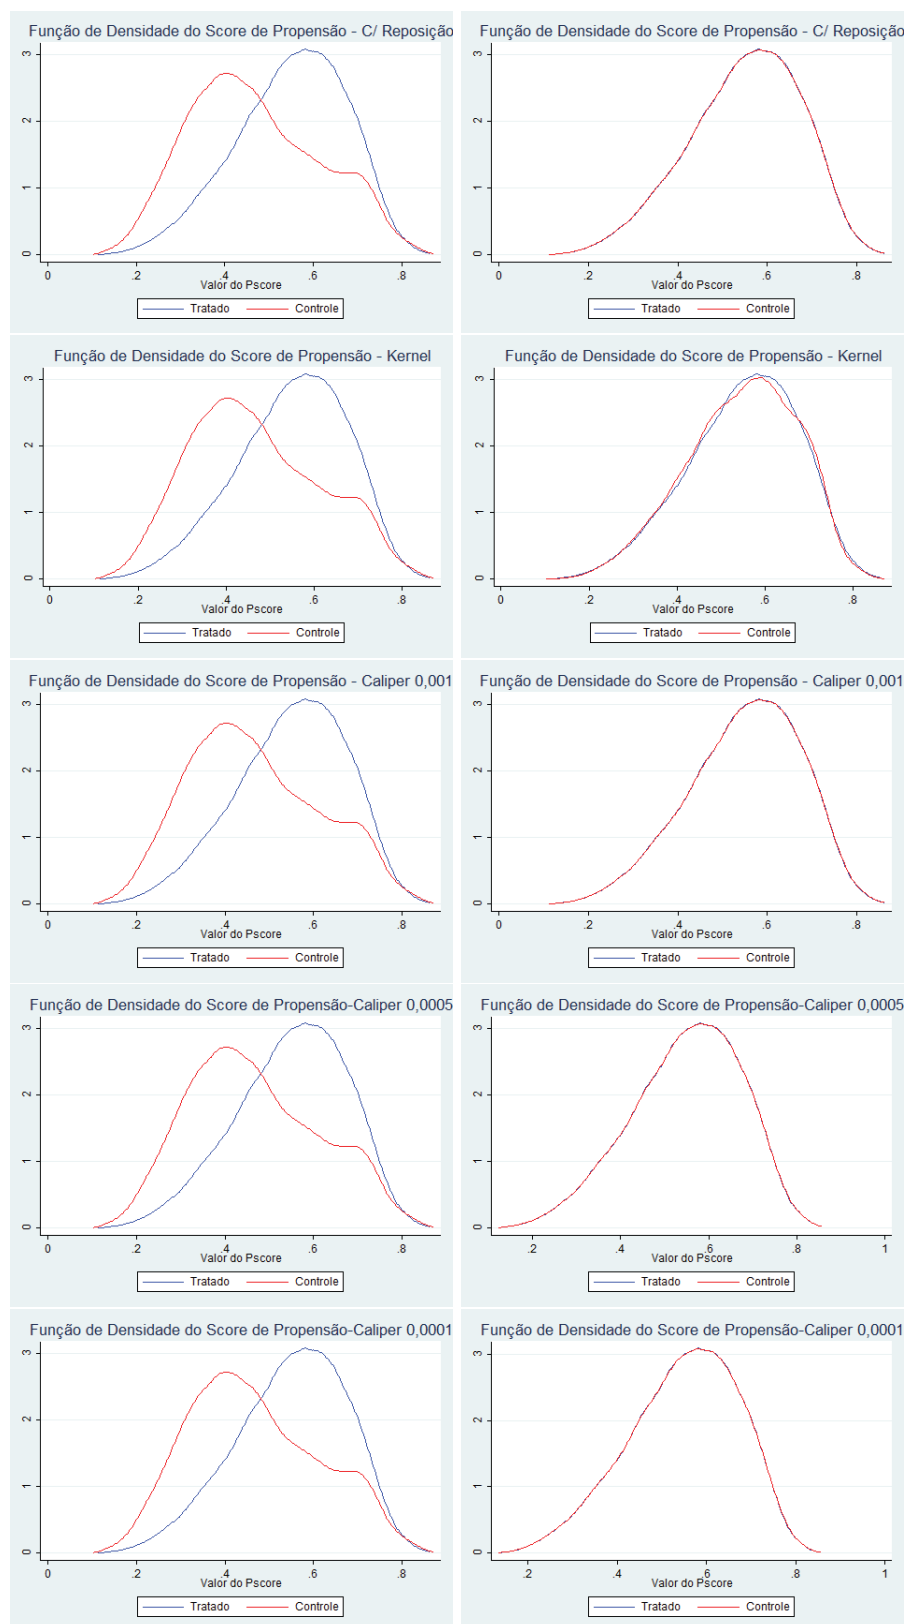 Função de Densidade do Score de Propensão - C/ Reposição
3
2
1
0
0 .2 .4 .6 .8
Valor do Pscore
Tratado Controle
Função de Densidade do Score de Propensão - C/ Reposição
3
2
1
0
0 .2 .4 .6 .8
Valor do Pscore
Tratado Controle
Função de Densidade do Score de Propensão - Kernel
3
2
1
0
0 .2 .4 .6 .8
Valor do Pscore
Tratado Controle
Função de Densidade do Score de Propensão - Kernel
3
2
1
0
0 .2 .4 .6 .8
Valor do Pscore
Tratado Controle
Função de Densidade do Score de Propensão - Caliper 0,001
3
2
1
0
0 .2 .4 .6 .8
Valor do Pscore
Tratado Controle
Função de Densidade do Score de Propensão - Caliper 0,001
3
2
1
0
0 .2 .4 .6 .8
Valor do Pscore
Tratado Controle
Função de Densidade do Score de Propensão-Caliper 0,0005
3
2
1
0
0 .2 .4 .6 .8
Valor do Pscore
Tratado Controle
Função de Densidade do Score de Propensão-Caliper 0,0005
3
2
1
0
.2 .4 .6 .8 1
Valor do Pscore
Tratado Controle
Função de Densidade do Score de Propensão-Caliper 0,0001
3
2
1
0
0 .2 .4 .6 .8
Valor do Pscore
Tratado Controle
Função de Densidade do Score de Propensão-Caliper 0,0001
3
2
1
0
.2 .4 .6 .8 1
Valor do Pscore
Tratado Controle